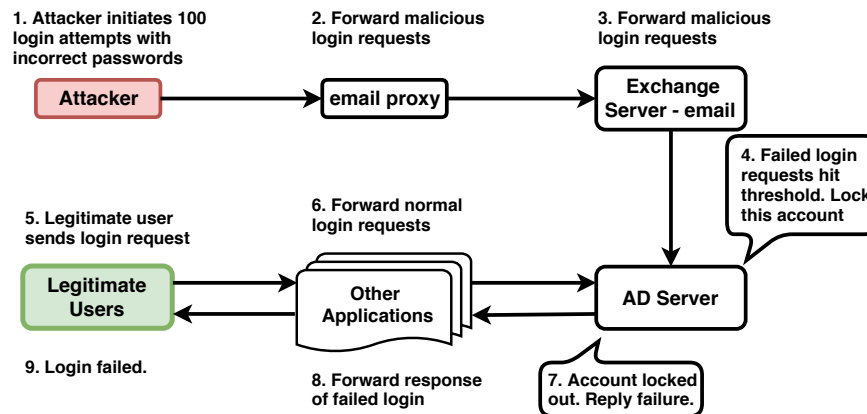 1. Attacker initiates 100
login attempts with
incorrect passwords
2. Forward malicious
login requests
3. Forward malicious
login requests
Attacker
email proxy
Exchange
Server - email
4. Failed login
requests hit
threshold. Lock
this account
5. Legitimate user
sends login request
6. Forward normal
login requests
Legitimate
Users
Other
Applications
AD Server
9. Login failed.
8. Forward response
of failed login
7. Account locked
out. Reply failure.